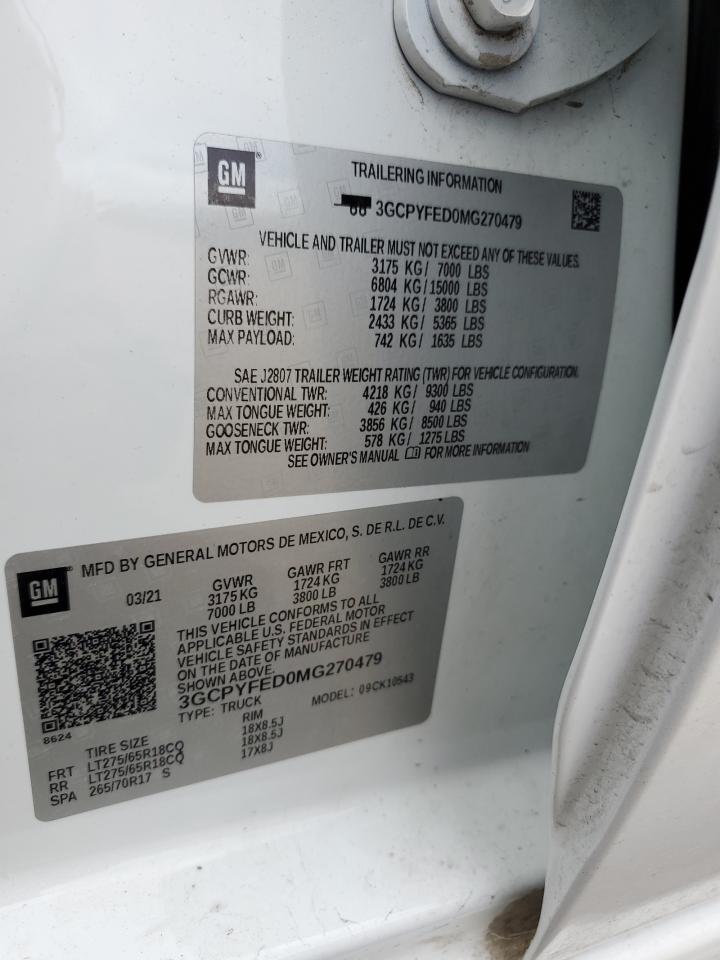 GM
TRAILERING INFORMATION
3GCPYFED0MG270479
VEHICLE AND TRAILER MUST NOT EXCEED ANY OF THESE VALUES.
GVWR: 3175 KG/ 7000 LBS
GCWR: 6804 KG/15000 LBS
RGAWR: 1724 KG/ 3800 LBS
CURB WEIGHT: 2433 KG/ 5365 LBS
MAX PAYLOAD: 742 KG/ 1635 LBS
SAE J2807 TRAILER WEIGHT RATING (TWR) FOR VEHICLE CONFIGURATION.
CONVENTIONAL TWR: 4218 KG/ 9300 LBS
MAX TONGUE WEIGHT: 426 KG/ 940 LBS
GOOSENECK TWR: 3856 KG/ 8500 LBS
MAX TONGUE WEIGHT: 578 KG/ 1275 LBS
SEE OWNER'S MANUAL FOR MORE INFORMATION
GM
MFD BY GENERAL MOTORS DE MEXICO, S. DE R.L. DE C.V.
03/21 GVWR GAWR FRT GAWR RR
3175 KG 1724 KG 1724 KG
7000 LB 3800 LB 3800 LB
THIS VEHICLE CONFORMS TO ALL
APPLICABLE U.S. FEDERAL MOTOR
VEHICLE SAFETY STANDARDS IN EFFECT
ON THE DATE OF MANUFACTURE
SHOWN ABOVE.
3GCPYFED0MG270479
TYPE: TRUCK MODEL: 09CK10543
8624
TIRE SIZE RIM
FRT LT275/65R18CQ 18X8.5J
RR LT275/65R18CQ 18X8.5J
SPA 265/70R17 S 17X8J